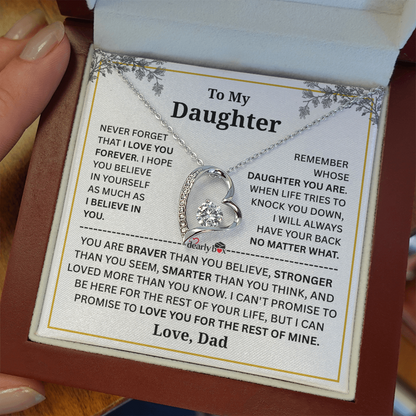 To My
Daughter
NEVER FORGET
THAT I LOVE YOU
FOREVER. I HOPE
YOU BELIEVE
IN YOURSELF
AS MUCH AS
I BELIEVE IN
YOU.
REMEMBER
WHOSE
DAUGHTER YOU ARE.
WHEN LIFE TRIES TO
KNOCK YOU DOWN,
I WILL ALWAYS
HAVE YOUR BACK
NO MATTER WHAT.
dearly box
YOU ARE BRAVER THAN YOU BELIEVE, STRONGER
THAN YOU SEEM, SMARTER THAN YOU THINK, AND
LOVED MORE THAN YOU KNOW. I CAN'T PROMISE TO
BE HERE FOR THE REST OF YOUR LIFE, BUT I CAN
PROMISE TO LOVE YOU FOR THE REST OF MINE.
Love, Dad